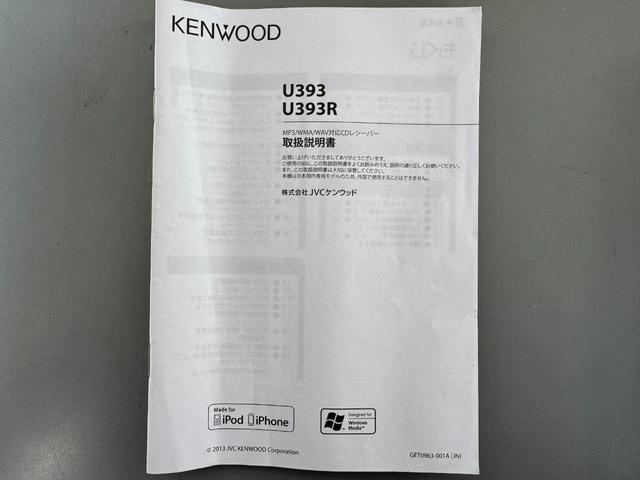 KENWOOD
U393
U393R
MP3/WMA/WAV対応CDレシーバー
取扱説明書
お買い上げいただきましてありがとうございます。
ご使用の前に、この取扱説明書をよくお読みのうえ、説明の通り正しくお使いください。
また、この取扱説明書は大切に保管してください。
本機は日本国内専用モデルのため、外国で使用することはできません。
株式会社 JVCケンウッド
Made for
iPod iPhone
Designed for
Windows
Media™
© 2013 JVC KENWOOD Corporation
GET0963-001A (JN)